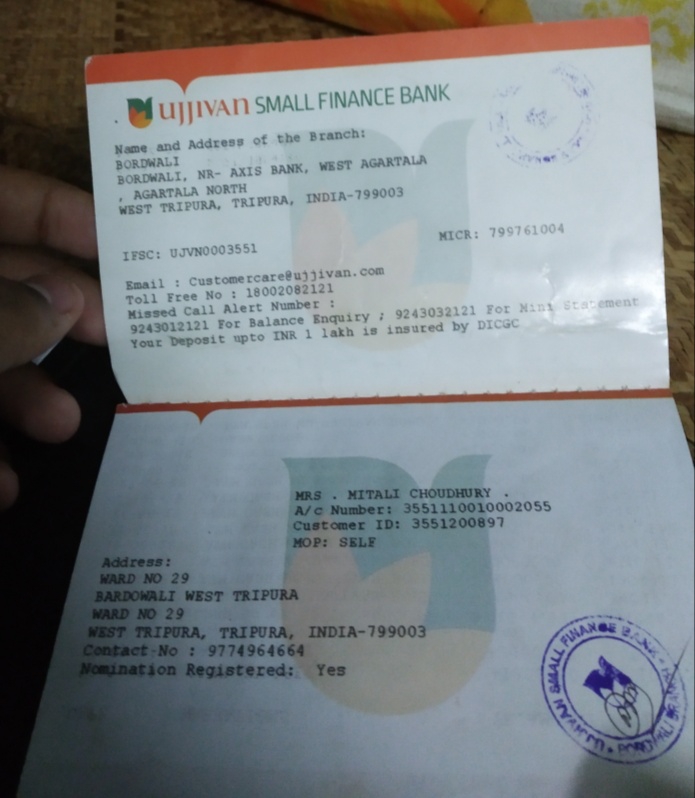 ujjivan SMALL FINANCE BANK
Name and Address of the Branch:
BORDWALI
BORDWALI, NR- AXIS BANK, WEST AGARTALA
, AGARTALA NORTH
WEST TRIPURA, TRIPURA, INDIA-799003
MICR: 799761004
IFSC: UJVN0003551
Email : Customercare@ujjivan.com
Toll Free No : 18002082121
Missed Call Alert Number :
9243012121 For Balance Enquiry ; 9243032121 For Mini Statement
Your Deposit upto INR 1 lakh is insured by DICGC
MRS . MITALI CHOUDHURY .
A/c Number: 3551110010002055
Customer ID: 3551200897
MOP: SELF
Address:
WARD NO 29
BARDOWALI WEST TRIPURA
WARD NO 29
WEST TRIPURA, TRIPURA, INDIA-799003
Contact No : 9774964664
Nomination Registered: Yes
UJJIVAN SMALL FINANCE BANK